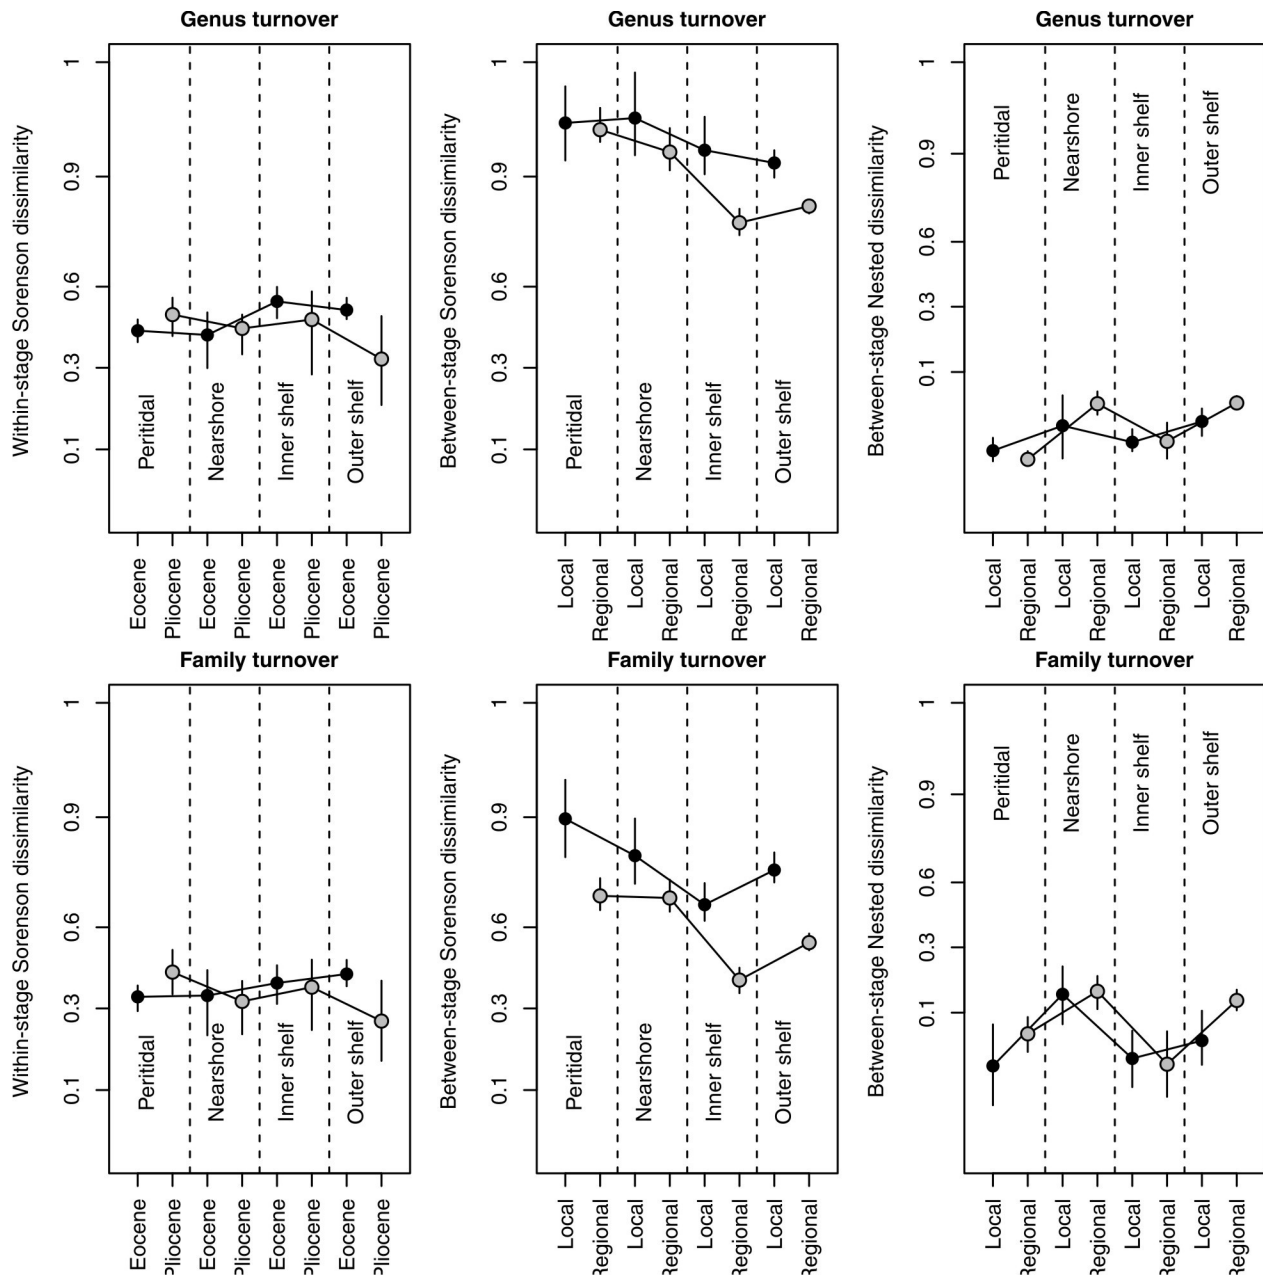 Genus turnover
Within-stage Sorenson dissimilarity
1
0.9
0.6
0.3
0.1
Peritidal
Nearshore
Inner shelf
Outer shelf
Eocene
Pliocene
Eocene
Pliocene
Eocene
Pliocene
Eocene
Pliocene
Genus turnover
Between-stage Sorenson dissimilarity
1
0.9
0.6
0.3
0.1
Peritidal
Nearshore
Inner shelf
Outer shelf
Local
Regional
Local
Regional
Local
Regional
Local
Regional
Genus turnover
Between-stage Nested dissimilarity
1
0.9
0.6
0.3
0.1
Peritidal
Nearshore
Inner shelf
Outer shelf
Local
Regional
Local
Regional
Local
Regional
Local
Regional
Family turnover
Within-stage Sorenson dissimilarity
1
0.9
0.6
0.3
0.1
Peritidal
Nearshore
Inner shelf
Outer shelf
Eocene
Pliocene
Eocene
Pliocene
Eocene
Pliocene
Eocene
Pliocene
Family turnover
Between-stage Sorenson dissimilarity
1
0.9
0.6
0.3
0.1
Peritidal
Nearshore
Inner shelf
Outer shelf
Local
Regional
Local
Regional
Local
Regional
Local
Regional
Family turnover
Between-stage Nested dissimilarity
1
0.9
0.6
0.3
0.1
Peritidal
Nearshore
Inner shelf
Outer shelf
Local
Regional
Local
Regional
Local
Regional
Local
Regional